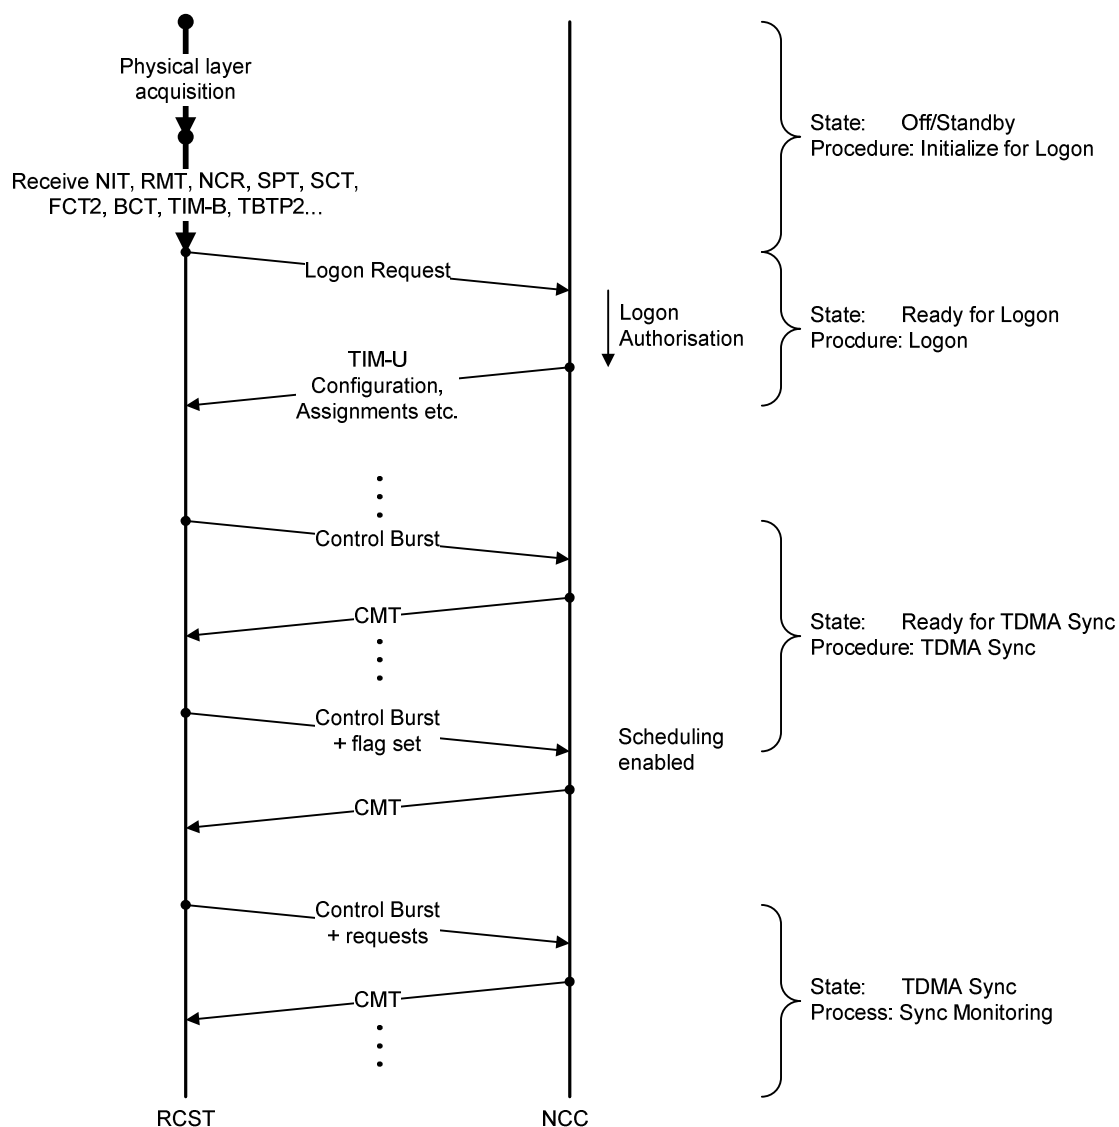 Physical layer
acquisition
State: Off/Standby
Procedure: Initialize for Logon
Receive NIT, RMT, NCR, SPT, SCT,
FCT2, BCT, TIM-B, TBTP2...
Logon Request
Logon
Authorisation
State: Ready for Logon
Procdure: Logon
TIM-U
Configuration,
Assignments etc.
Control Burst
CMT
State: Ready for TDMA Sync
Procedure: TDMA Sync
Control Burst
+ flag set
Scheduling
enabled
CMT
Control Burst
+ requests
CMT
State: TDMA Sync
Process: Sync Monitoring
RCST
NCC